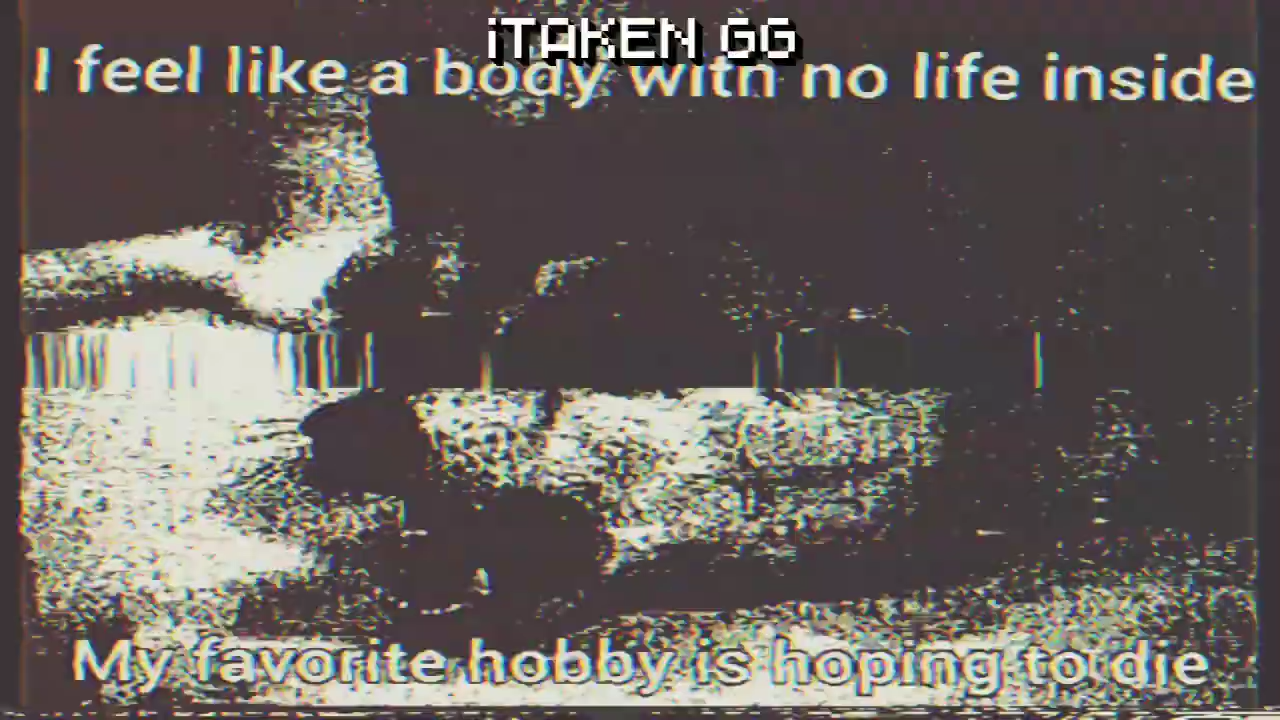 iTAKEN GG
I feel like a body with no life inside
My favorite hobby is hoping to die